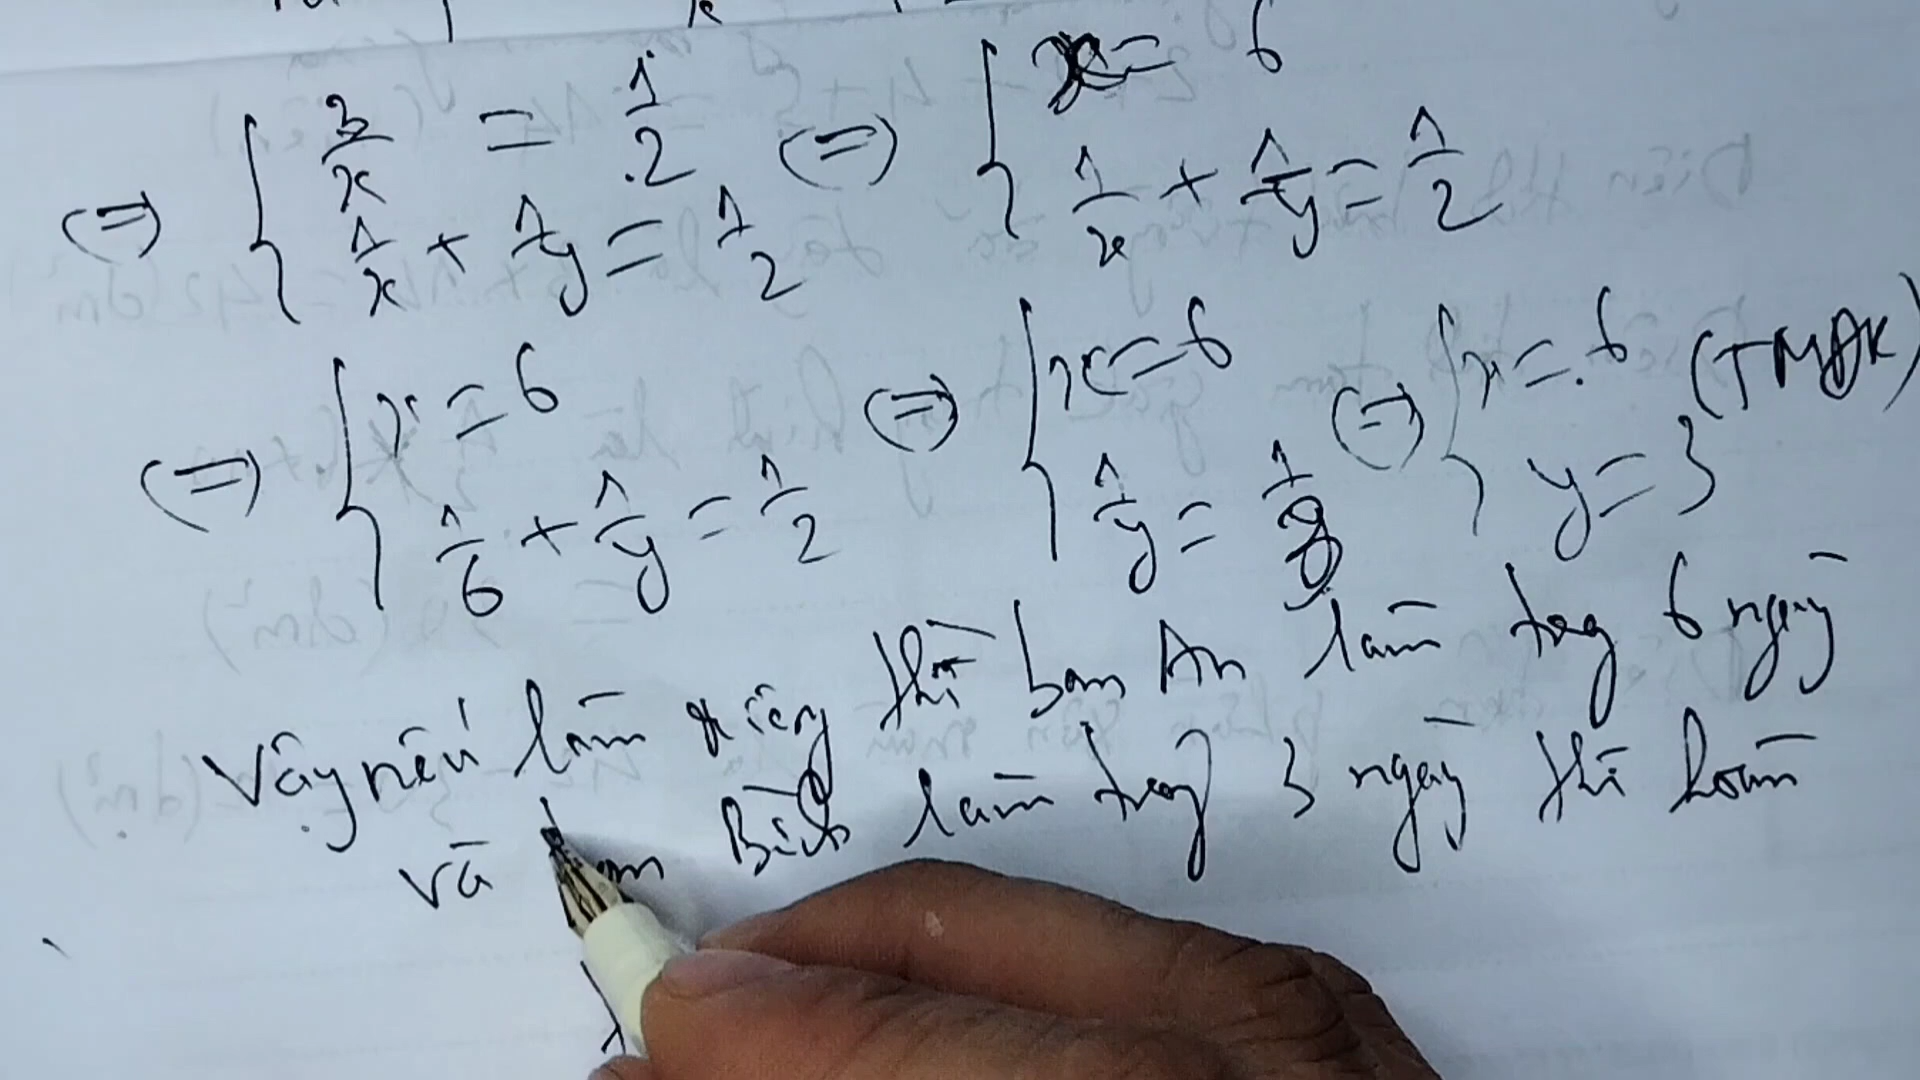 (=) { 3/x = 1/2 (=) { x = 6
1/x + 1/y = 1/2 1/x + 1/y = 1/2
(=) { x = 6 (=) { x = 6 (=) { x = 6 (TMĐK)
1/6 + 1/y = 1/2 1/y = 1/3 y = 3
Vậy nếu làm riêng thì bạn An làm trong 6 ngày
và Bích làm trong 3 ngày thì hoàn